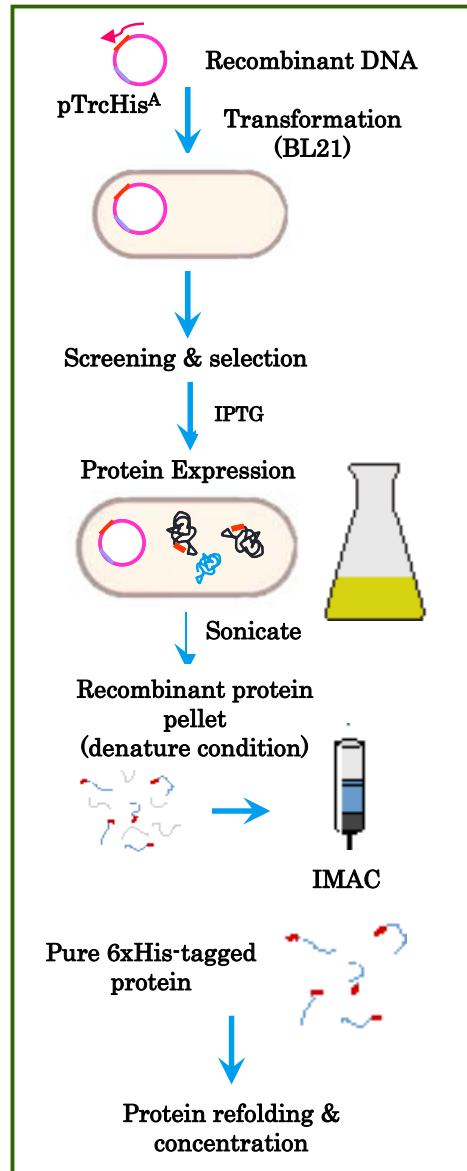 Recombinant DNA
pTrcHisA
Transformation
(BL21)
Screening & selection
IPTG
Protein Expression
Sonicate
Recombinant protein
pellet
(denature condition)
IMAC
Pure 6xHis-tagged
protein
Protein refolding &
concentration